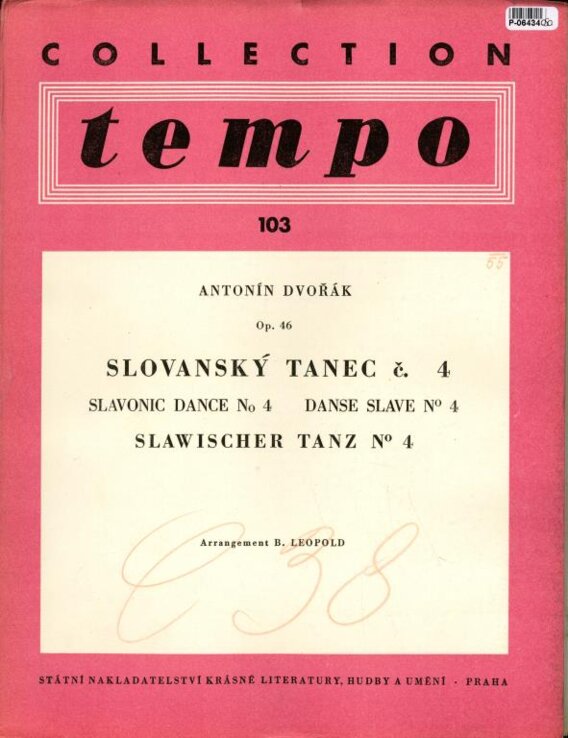 P-06434
COLLECTION
tempo
103
55
ANTONÍN DVOŘÁK
Op. 46
SLOVANSKÝ TANEC č. 4
SLAVONIC DANCE No 4 DANSE SLAVE Nº 4
SLAWISCHER TANZ Nº 4
Arrangement B. LEOPOLD
C 38
STÁTNÍ NAKLADATELSTVÍ KRÁSNÉ LITERATURY, HUDBY A UMĚNÍ · PRAHA